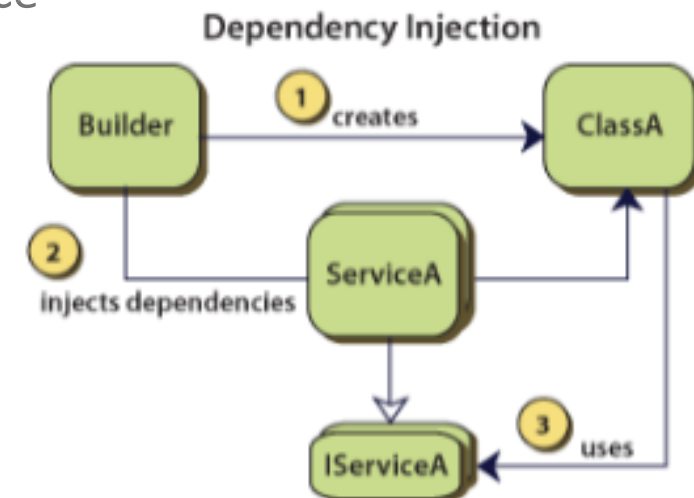 Dependency Injection
Builder
1
creates
ClassA
2
injects dependencies
ServiceA
IServiceA
3
uses